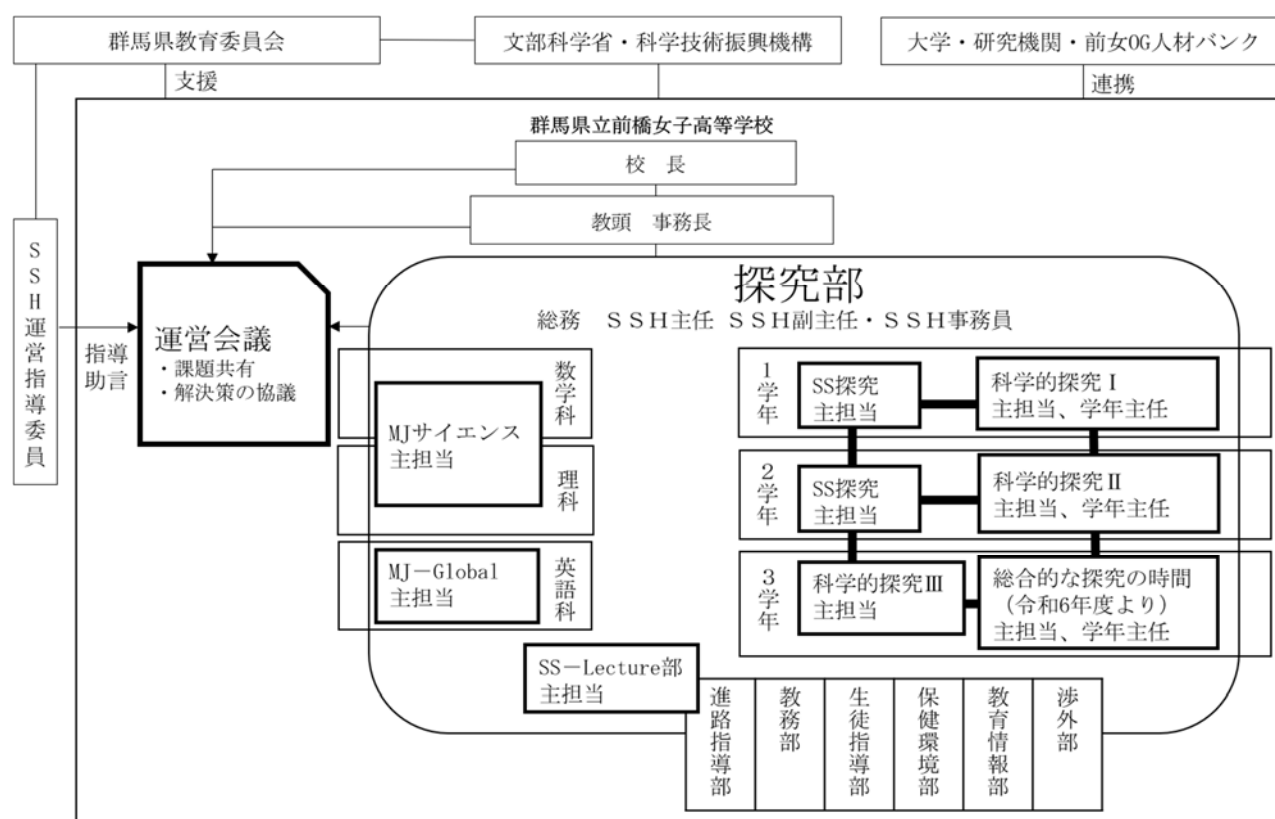 群馬県教育委員会
文部科学省・科学技術振興機構
大学・研究機関・前女OG人材バンク
支援
連携
群馬県立前橋女子高等学校
校　長
教頭　事務長
SSH運営指導委員
指導
助言
運営会議
・課題共有
・解決策の協議
探究部
総務　ＳＳＨ主任　ＳＳＨ副主任・ＳＳＨ事務員
数学科
MJサイエンス
主担当
理科
MJ－Global
主担当
英語科
1学年
SS探究
主担当
科学的探究Ⅰ
主担当、学年主任
2学年
SS探究
主担当
科学的探究Ⅱ
主担当、学年主任
3学年
科学的探究Ⅲ
主担当
総合的な探究の時間
（令和6年度より）
主担当、学年主任
SS－Lecture部
主担当
進路指導部
教務部
生徒指導部
保健環境部
教育情報部
渉外部